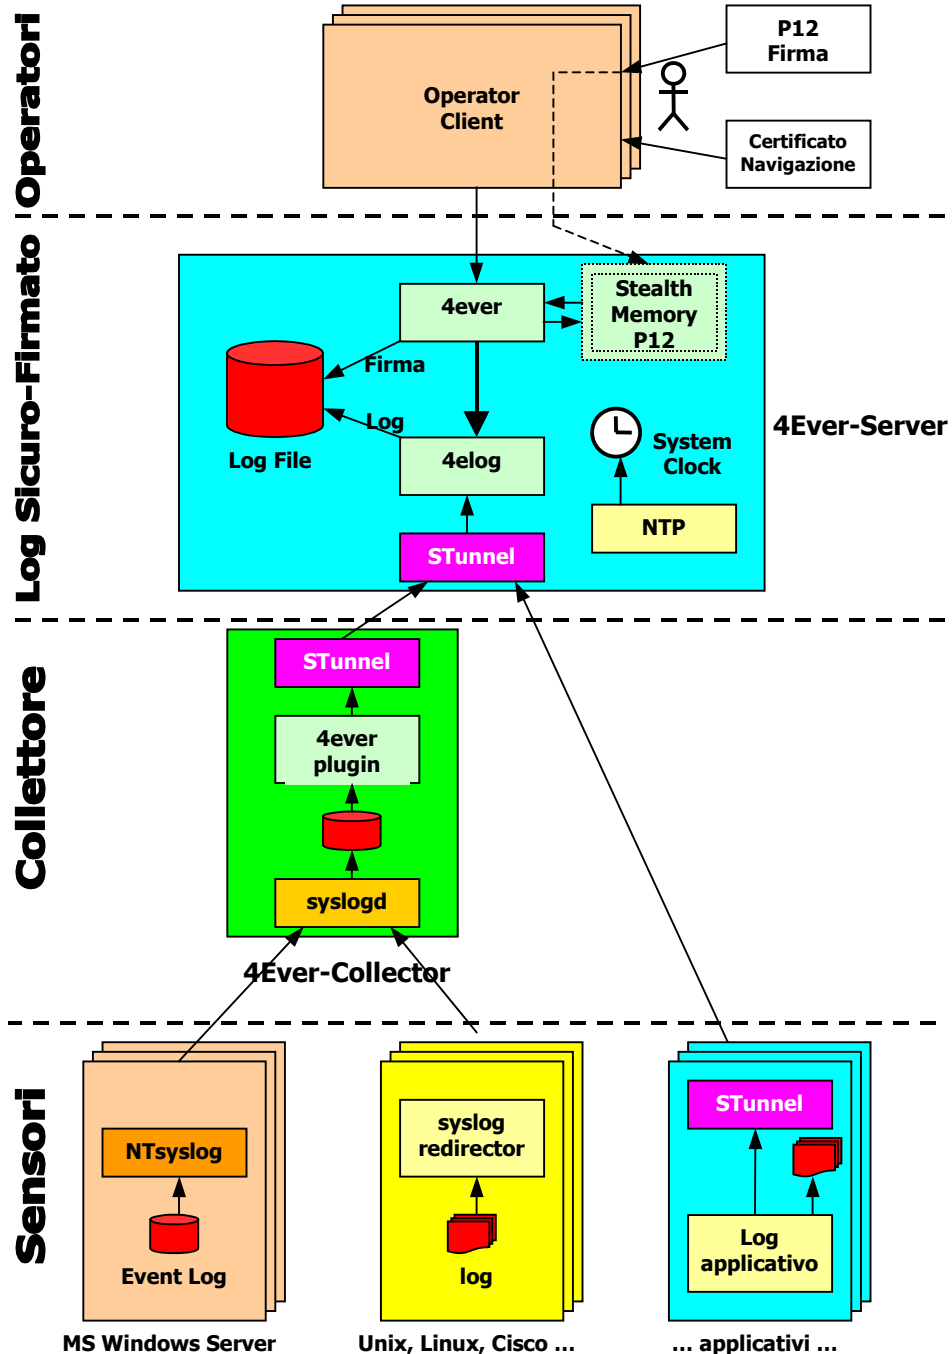 Operatori
P12
Firma
Operator
Client
Certificato
Navigazione
Log Sicuro-Firmato
4ever
Stealth
Memory
P12
Firma
Log
Log File
4elog
System
Clock
4Ever-Server
NTP
STunnel
Collettore
STunnel
4ever
plugin
syslogd
4Ever-Collector
Sensori
NTsyslog
Event Log
MS Windows Server
syslog
redirector
log
Unix, Linux, Cisco ...
STunnel
Log
applicativo
... applicativi ...